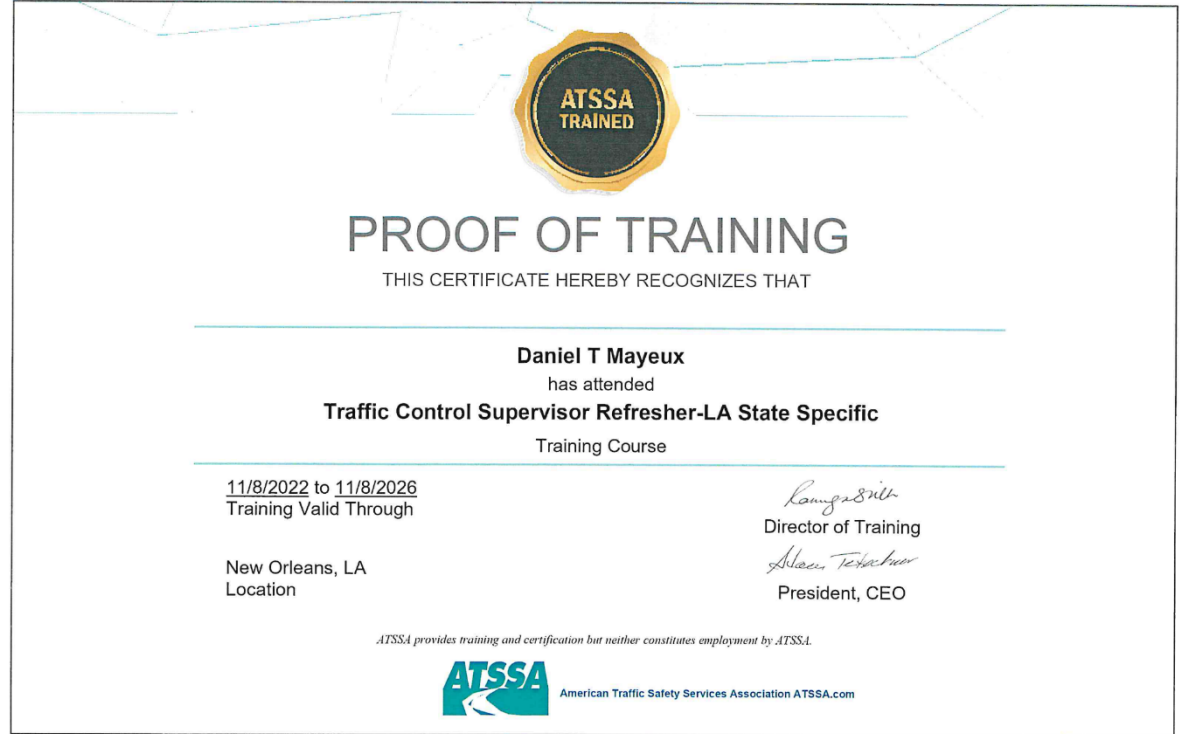 ATSSA
TRAINED
PROOF OF TRAINING
THIS CERTIFICATE HEREBY RECOGNIZES THAT
Daniel T Mayeux
has attended
Traffic Control Supervisor Refresher-LA State Specific
Training Course
11/8/2022 to 11/8/2026
Training Valid Through
Director of Training
New Orleans, LA
Location
President, CEO
ATSSA provides training and certification but neither constitutes employment by ATSSA.
ATSSA
American Traffic Safety Services Association ATSSA.com